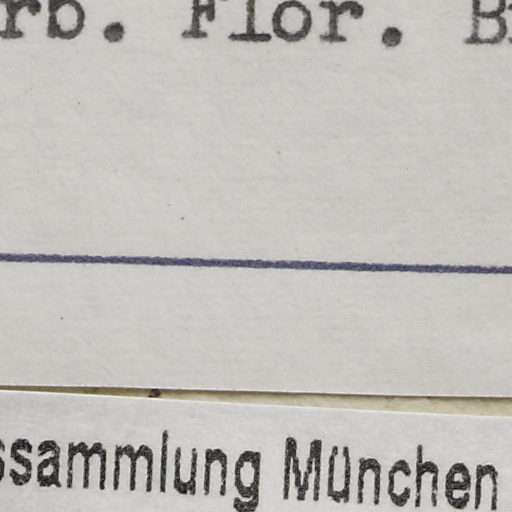 rb. Flor. B
ssammlung München